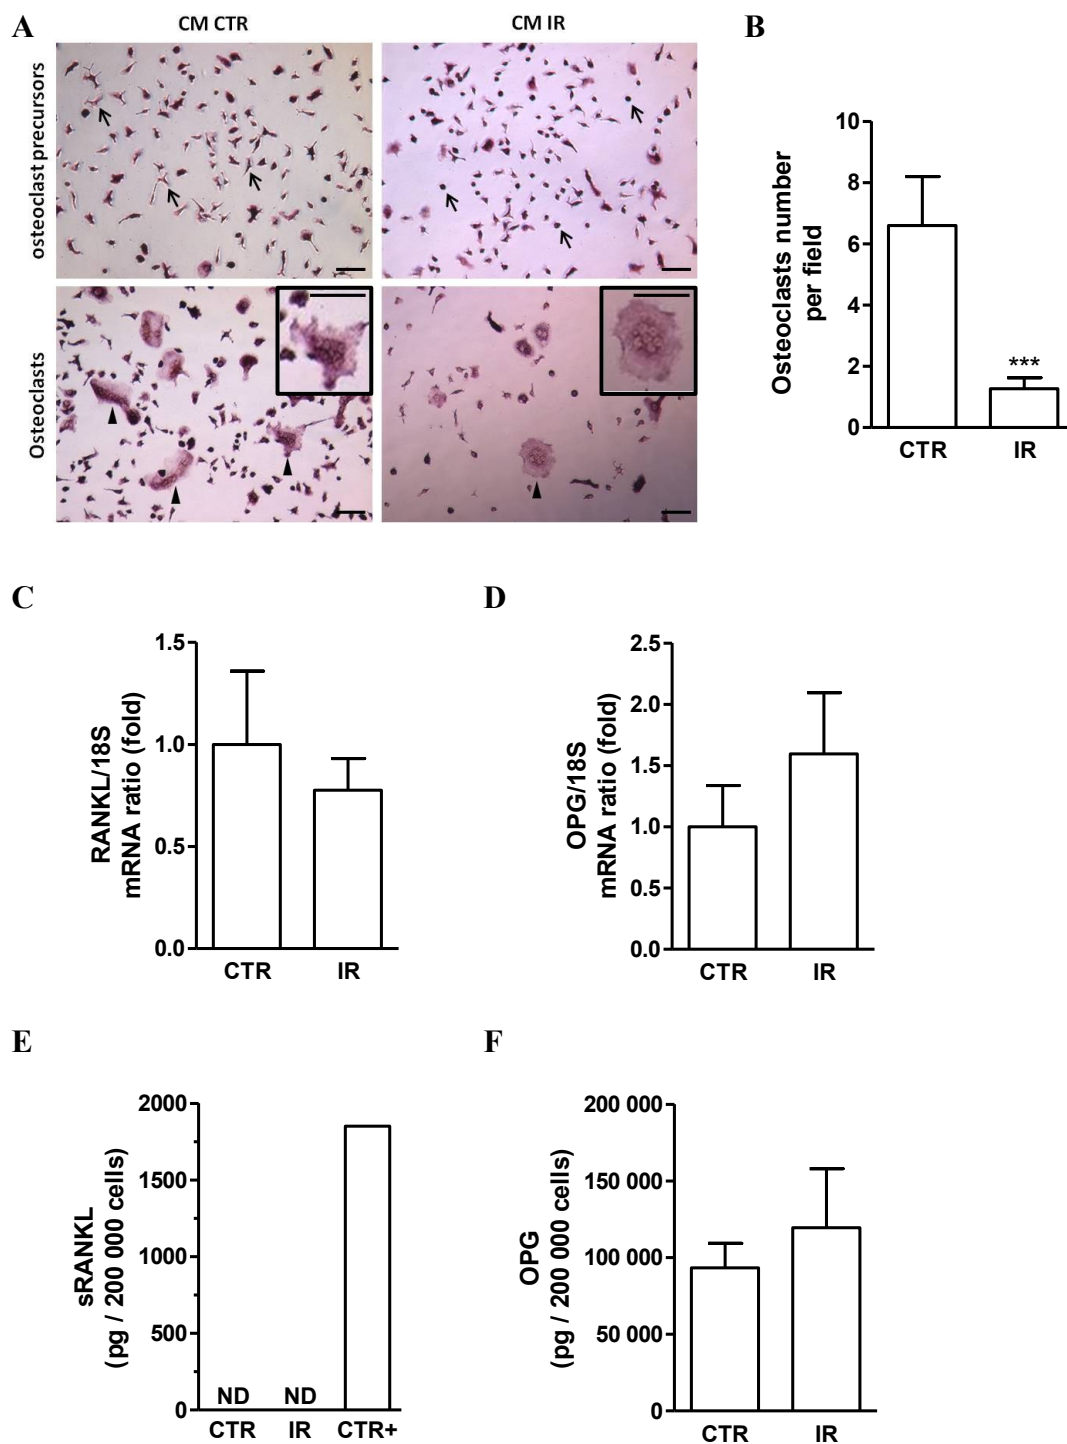 A
CM CTR
CM IR
osteoclast precursors
Osteoclasts
B
Osteoclasts number
per field
10
8
6
4
2
0
***
CTR
IR
C
RANKL/18S
mRNA ratio (fold)
1.5
1.0
0.5
0.0
CTR
IR
D
OPG/18S
mRNA ratio (fold)
2.5
2.0
1.5
1.0
0.5
0.0
CTR
IR
E
sRANKL
(pg / 200 000 cells)
2000
1500
1000
500
0
ND
ND
CTR
IR
CTR+
F
OPG
(pg / 200 000 cells)
200 000
150 000
100 000
50 000
0
CTR
IR